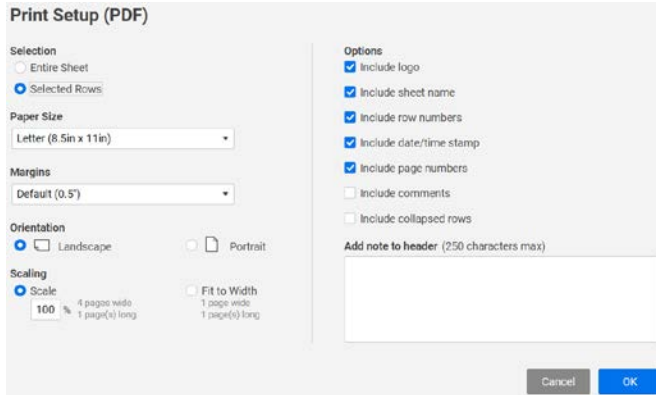 Print Setup (PDF)
Selection
Entire Sheet
Selected Rows
Paper Size
Letter (8.5in x 11in)
Margins
Default (0.5")
Orientation
Landscape
Portrait
Scaling
Scale
100 %
4 pages wide
1 page(s) long
Fit to Width
1 page wide
1 page(s) long
Options
Include logo
Include sheet name
Include row numbers
Include date/time stamp
Include page numbers
Include comments
Include collapsed rows
Add note to header (250 characters max)
Cancel
OK